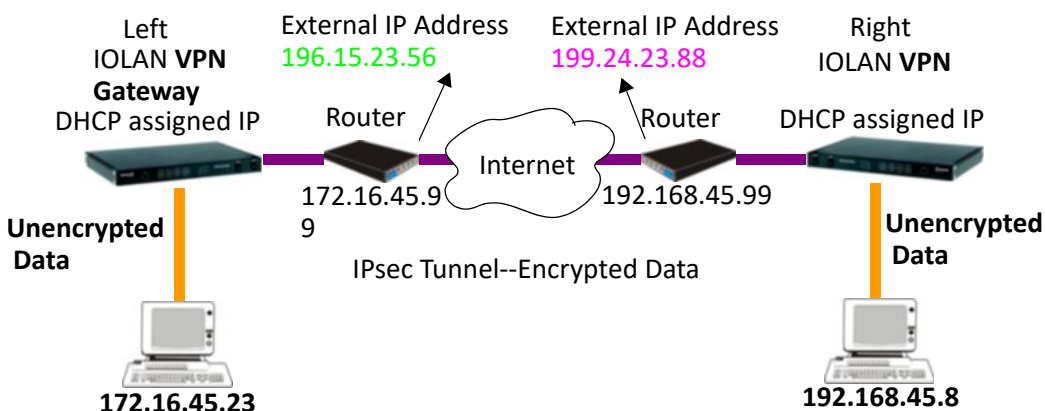 Left
IOLAN VPN
Gateway
DHCP assigned IP
External IP Address
196.15.23.56
External IP Address
199.24.23.88
Right
IOLAN VPN
DHCP assigned IP
Router
Router
Internet
172.16.45.9
9
192.168.45.99
Unencrypted
Data
Unencrypted
Data
IPsec Tunnel--Encrypted Data
172.16.45.23
192.168.45.8